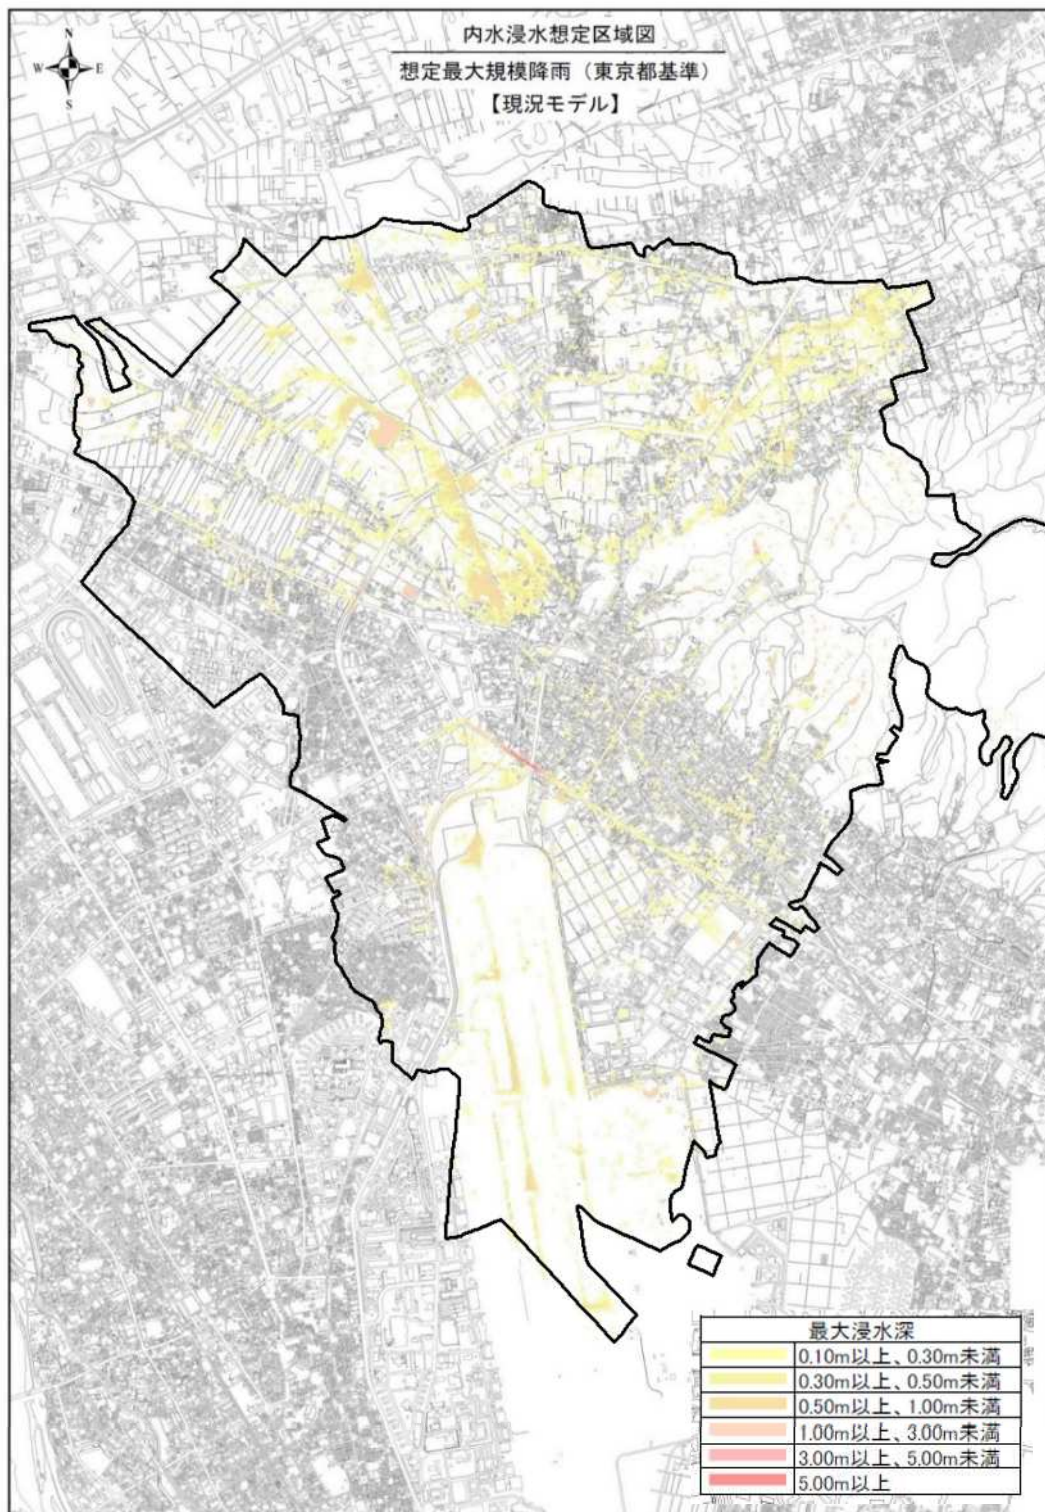 内水浸水想定区域図
想定最大規模降雨（東京都基準）
【現況モデル】
N
W
E
S
最大浸水深
0.10m以上、0.30m未満
0.30m以上、0.50m未満
0.50m以上、1.00m未満
1.00m以上、3.00m未満
3.00m以上、5.00m未満
5.00m以上